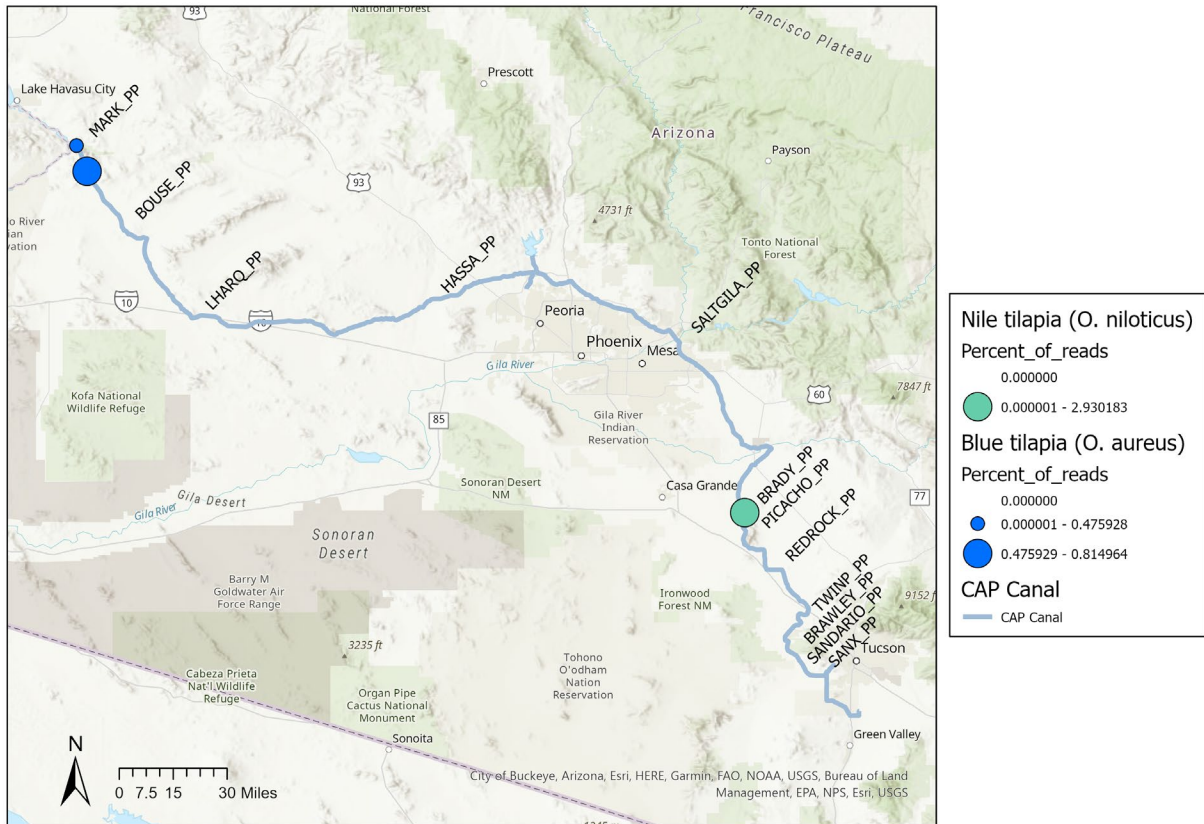 National Forest
93
Francisco Plateau
Lake Havasu City
Prescott
MARK_PP
Arizona
Payson
BOUSE_PP
93
4731 ft
Tonto National
Forest
HASSA_PP
LHARQ_PP
SALTGILA_PP
10
10
Peoria
Phoenix
Mesa
Gila River
7847 ft
60
Kofa National
Wildlife Refuge
85
Gila River
Indian
Reservation
BRADY_PP
PICACHO_PP
Casa Grande
Sonoran Desert
NM
REDROCK_PP
77
Gila Desert
Gila River
Sonoran
Desert
TWINP_PP
BRAWLEY_PP
SANDARIO_PP
SANX_PP
Barry M
Goldwater Air
Force Range
Ironwood
Forest NM
9152 ft
3235 ft
Tucson
Tohono
O'odham
Nation
Reservation
Cabeza Prieta
Nat'l Wildlife
Refuge
Organ Pipe
Cactus National
Monument
Sonoita
Green Valley
N
0 7.5 15 30 Miles
City of Buckeye, Arizona, Esri, HERE, Garmin, FAO, NOAA, USGS, Bureau of Land
Management, EPA, NPS, Esri, USGS
Nile tilapia (O. niloticus)
Percent_of_reads
0.000000
0.000001 - 2.930183
Blue tilapia (O. aureus)
Percent_of_reads
0.000000
0.000001 - 0.475928
0.475929 - 0.814964
CAP Canal
CAP Canal